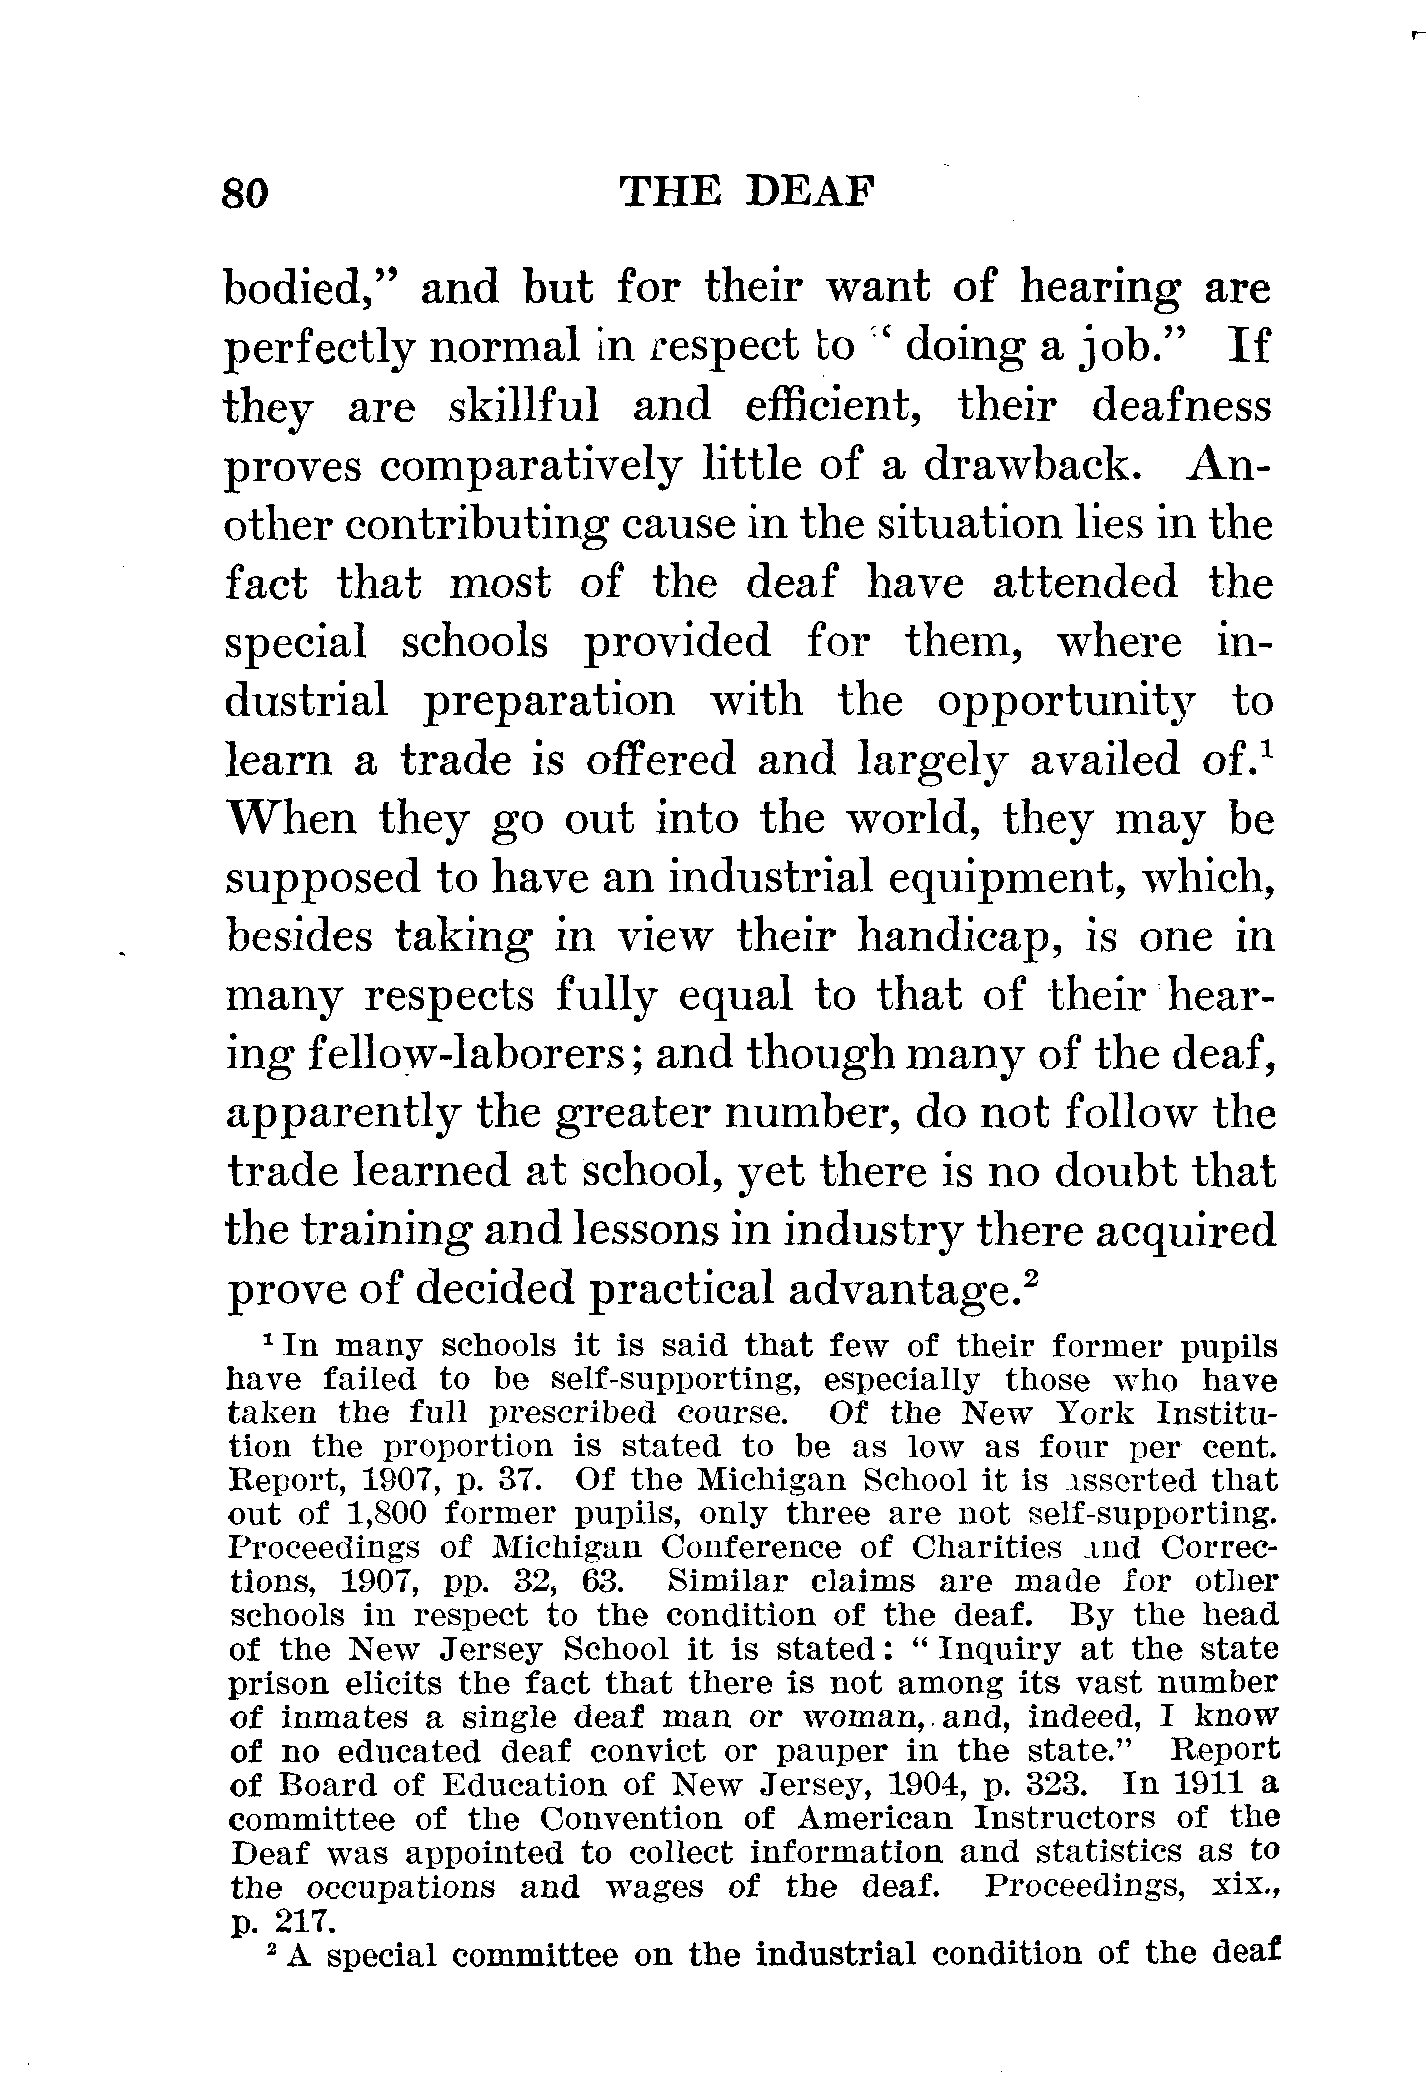 80 THE DEAF
bodied,” and but for their want of hearing are
perfectly normal in respect to “ doing a job.” If
they are skillful and efficient, their deafness
proves comparatively little of a drawback. An-
other contributing cause in the situation lies in the
fact that most of the deaf have attended the
special schools provided for them, where in-
dustrial preparation with the opportunity to
learn a trade is offered and largely availed of.¹
When they go out into the world, they may be
supposed to have an industrial equipment, which,
besides taking in view their handicap, is one in
many respects fully equal to that of their hear-
ing fellow-laborers; and though many of the deaf,
apparently the greater number, do not follow the
trade learned at school, yet there is no doubt that
the training and lessons in industry there acquired
prove of decided practical advantage.²
¹ In many schools it is said that few of their former pupils
have failed to be self-supporting, especially those who have
taken the full prescribed course. Of the New York Institu-
tion the proportion is stated to be as low as four per cent.
Report, 1907, p. 37. Of the Michigan School it is asserted that
out of 1,800 former pupils, only three are not self-supporting.
Proceedings of Michigan Conference of Charities and Correc-
tions, 1907, pp. 32, 63. Similar claims are made for other
schools in respect to the condition of the deaf. By the head
of the New Jersey School it is stated: “ Inquiry at the state
prison elicits the fact that there is not among its vast number
of inmates a single deaf man or woman, and, indeed, I know
of no educated deaf convict or pauper in the state.” Report
of Board of Education of New Jersey, 1904, p. 323. In 1911 a
committee of the Convention of American Instructors of the
Deaf was appointed to collect information and statistics as to
the occupations and wages of the deaf. Proceedings, xix.,
p. 217.
² A special committee on the industrial condition of the deaf